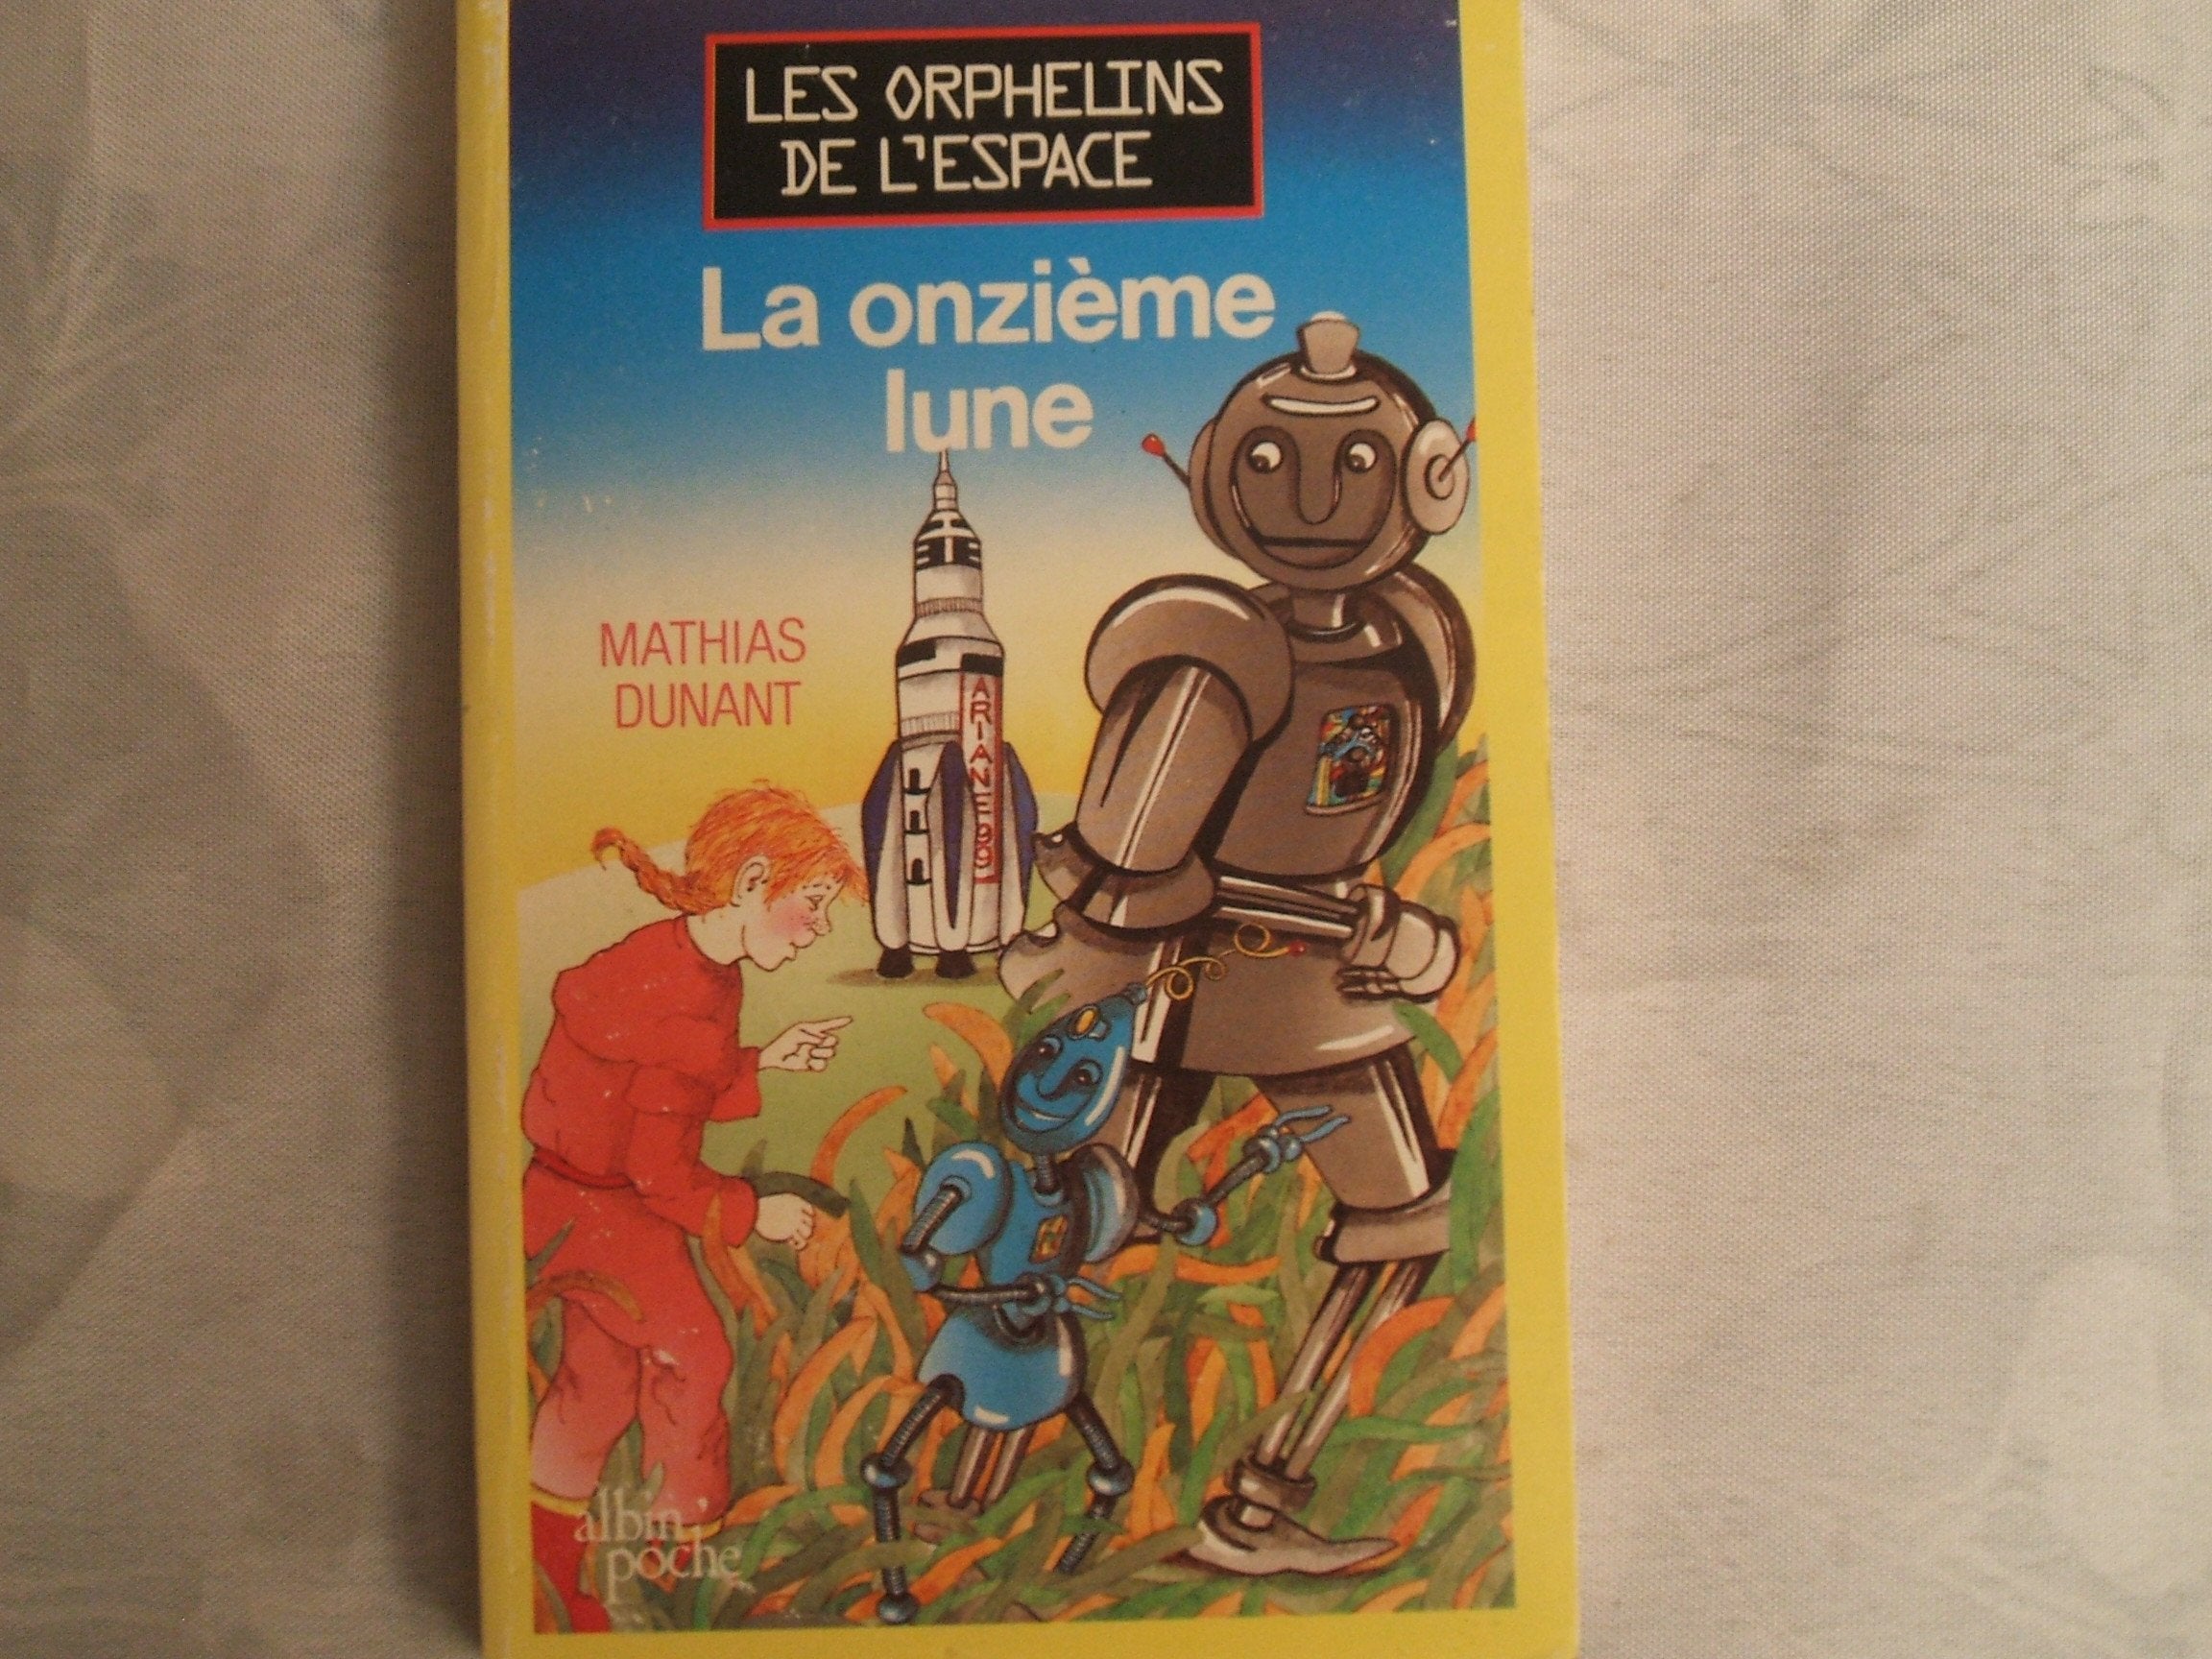 LES ORPHELINS
DE L'ESPACE
La onzième
lune
MATHIAS
DUNANT
ARIANE 99
albin
poche